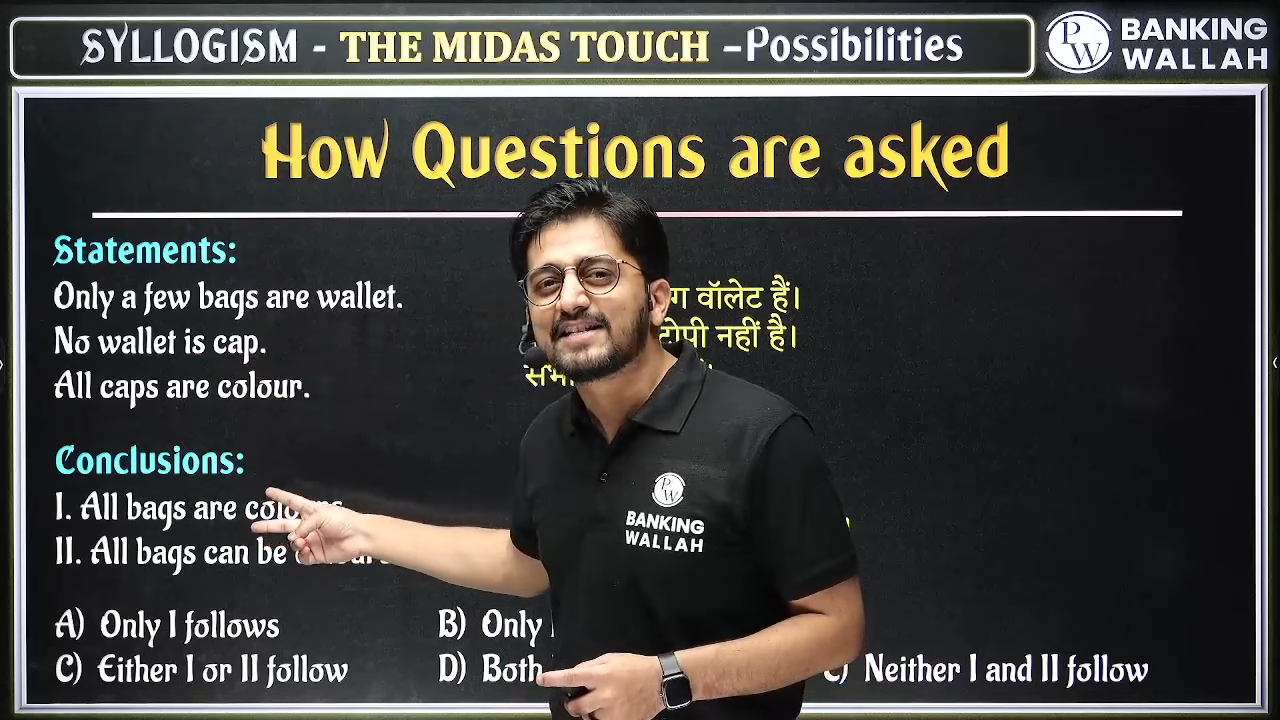 SYLLOGISM - THE MIDAS TOUCH -Possibilities
PW BANKING WALLAH
How Questions are asked
Statements:
Only a few bags are wallet.
No wallet is cap.
All caps are colour.
वॉलेट हैं।
टोपी नहीं है।
Conclusions:
I. All bags are
II. All bags can be
A) Only I follows
B) Only
C) Either I or II follow
D) Both
Neither I and II follow
PW
BANKING
WALLAH